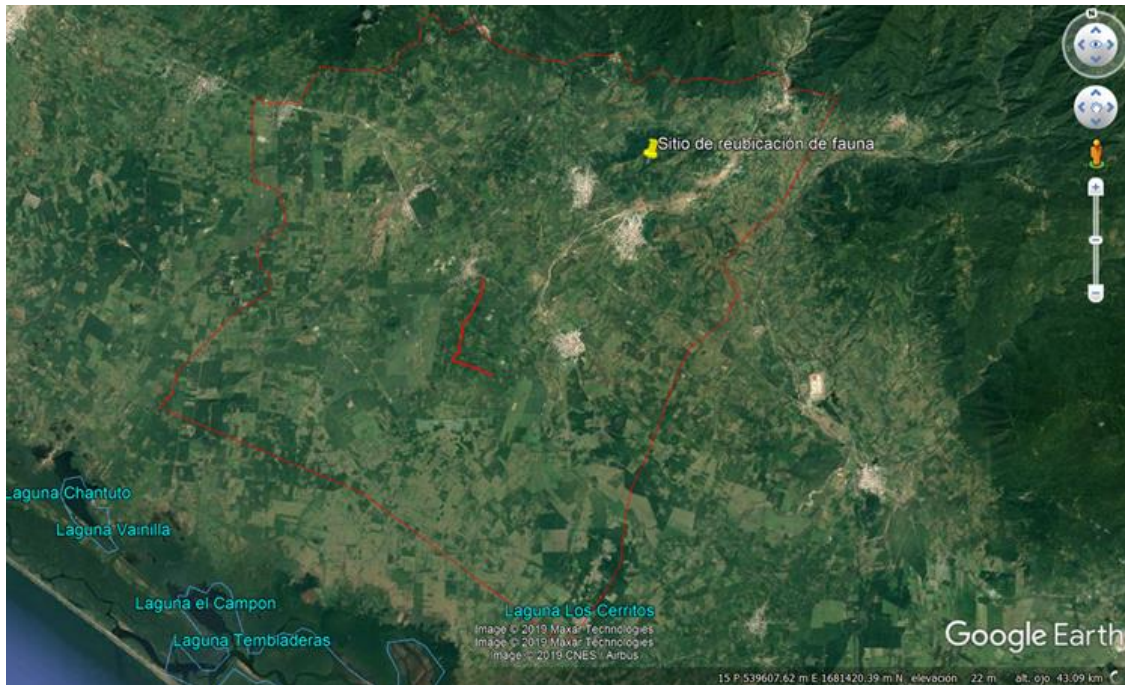 N
Sitio de reubicación de fauna
Laguna Chantuto
Laguna Vainilla
Laguna el Campon
Laguna Tembladeras
Laguna Los Cerritos
Image © 2019 Maxar Technologies
Image © 2019 Maxar Technologies
Image © 2019 CNES / Airbus
Google Earth
15 P 539607.62 m E 1681420.39 m N elevación 22 m alt. ojo 43.09 km